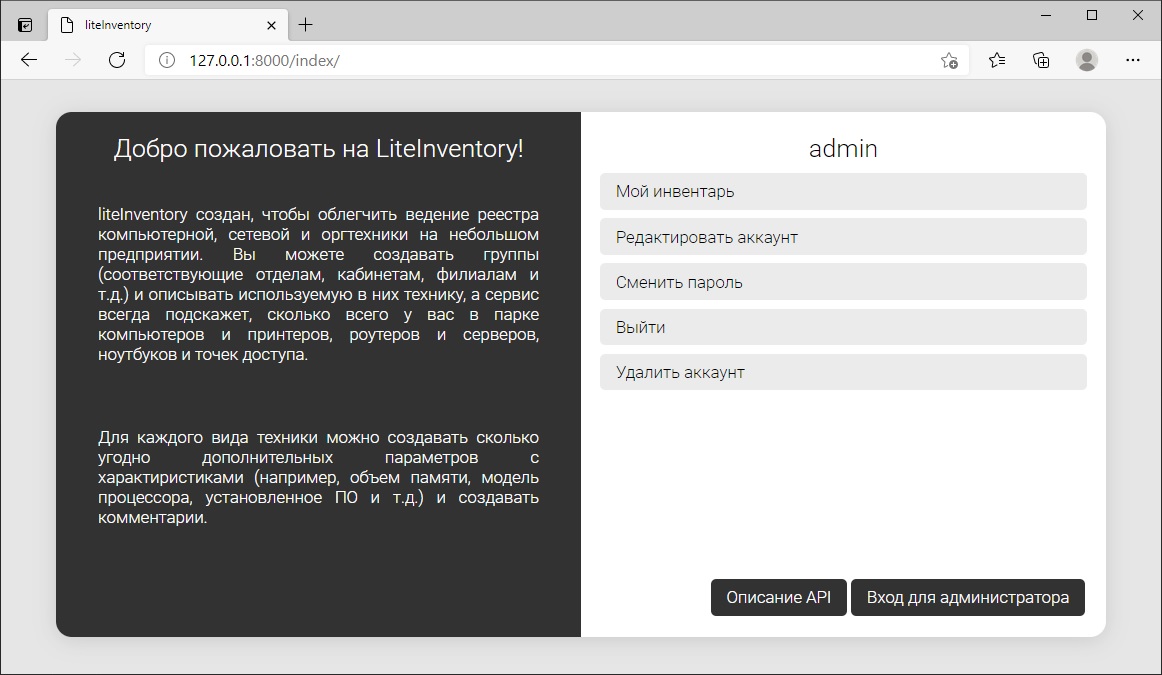 liteInventory
127.0.0.1:8000/index/
Добро пожаловать на LiteInventory!
liteInventory создан, чтобы облегчить ведение реестра
компьютерной, сетевой и оргтехники на небольшом
предприятии. Вы можете создавать группы
(соответствующие отделам, кабинетам, филиалам и
т.д.) и описывать используемую в них технику, а сервис
всегда подскажет, сколько всего у вас в парке
компьютеров и принтеров, роутеров и серверов,
ноутбуков и точек доступа.
Для каждого вида техники можно создавать сколько
угодно дополнительных параметров с
характиристиками (например, объем памяти, модель
процессора, установленное ПО и т.д.) и создавать
комментарии.
admin
Мой инвентарь
Редактировать аккаунт
Сменить пароль
Выйти
Удалить аккаунт
Описание API
Вход для администратора